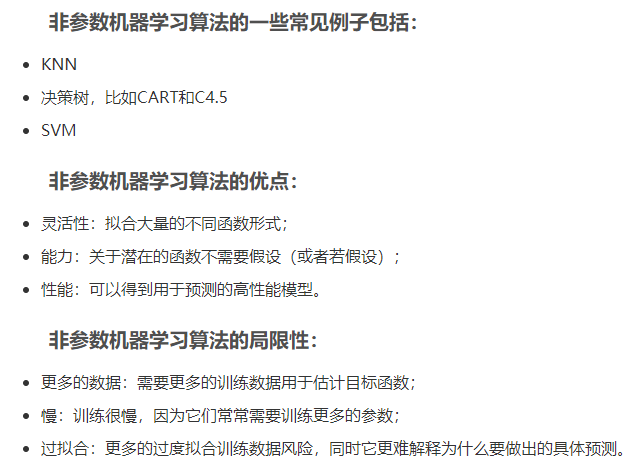 非参数机器学习算法的一些常见例子包括：
KNN
决策树，比如CART和C4.5
SVM
非参数机器学习算法的优点：
灵活性：拟合大量的不同函数形式；
能力：关于潜在的函数不需要假设（或者若假设）；
性能：可以得到用于预测的高性能模型。
非参数机器学习算法的局限性：
更多的数据：需要更多的训练数据用于估计目标函数；
慢：训练很慢，因为它们常常需要训练更多的参数；
过拟合：更多的过度拟合训练数据风险，同时它更难解释为什么要做出的具体预测。